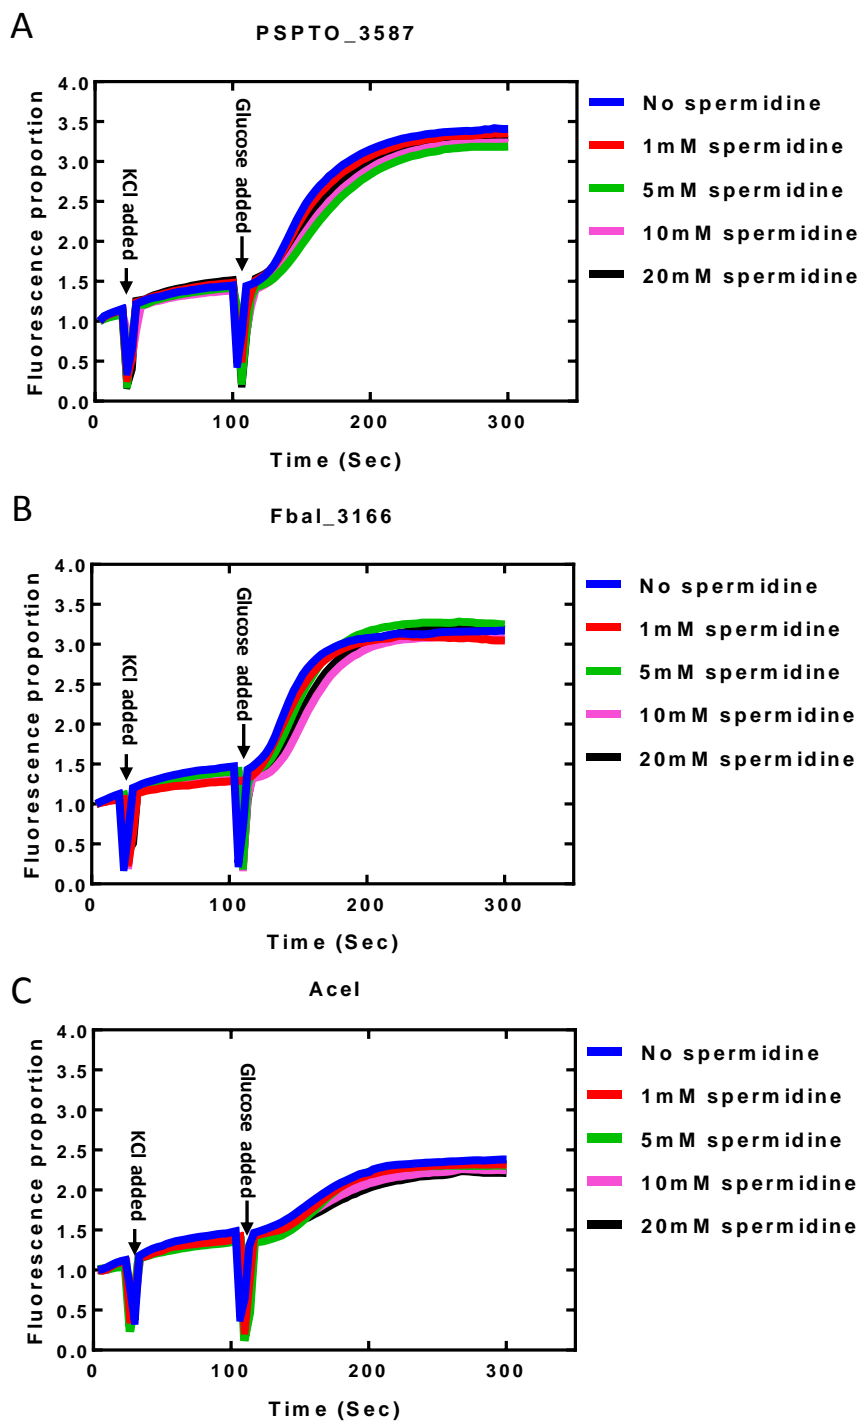 A
PSPTO_3587
4.0
3.5
3.0
2.5
2.0
1.5
1.0
0.5
0.0
Fluorescence proportion
KCl added
Glucose added
0
100
200
300
Time (Sec)
No spermidine
1mM spermidine
5mM spermidine
10mM spermidine
20mM spermidine
B
Fbal_3166
4.0
3.5
3.0
2.5
2.0
1.5
1.0
0.5
0.0
Fluorescence proportion
KCl added
Glucose added
0
100
200
300
Time (Sec)
No spermidine
1mM spermidine
5mM spermidine
10mM spermidine
20mM spermidine
C
AceI
4.0
3.5
3.0
2.5
2.0
1.5
1.0
0.5
0.0
Fluorescence proportion
KCl added
Glucose added
0
100
200
300
Time (Sec)
No spermidine
1mM spermidine
5mM spermidine
10mM spermidine
20mM spermidine